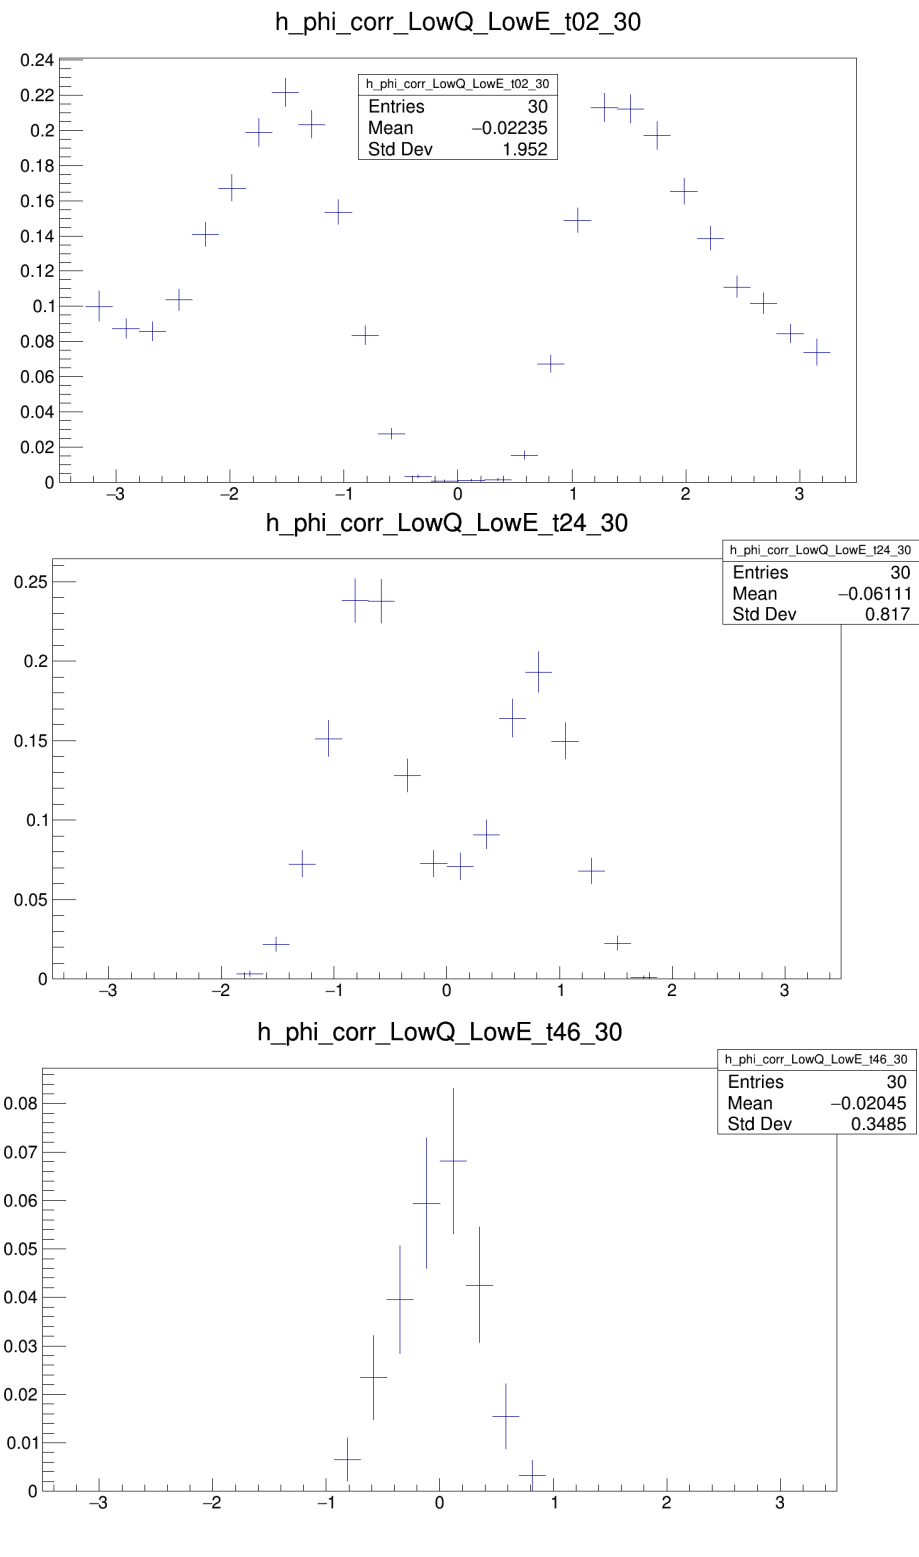 h_phi_corr_LowQ_LowE_t02_30
0.24
h_phi_corr_LowQ_LowE_t02_30
0.22
Entries 30
0.2
Mean −0.02235
Std Dev 1.952
0.18
0.16
0.14
0.12
0.1
0.08
0.06
0.04
0.02
0
−3 −2 −1 0 1 2 3
h_phi_corr_LowQ_LowE_t24_30
h_phi_corr_LowQ_LowE_t24_30
Entries 30
Mean −0.06111
Std Dev 0.817
0.25
0.2
0.15
0.1
0.05
0
−3 −2 −1 0 1 2 3
h_phi_corr_LowQ_LowE_t46_30
h_phi_corr_LowQ_LowE_t46_30
Entries 30
Mean −0.02045
Std Dev 0.3485
0.08
0.07
0.06
0.05
0.04
0.03
0.02
0.01
0
−3 −2 −1 0 1 2 3